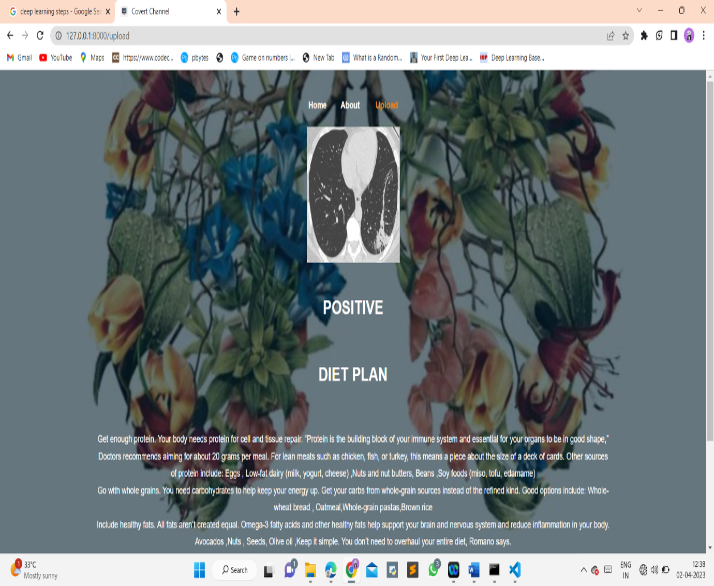 deep learning steps - Google Sea
Covert Channel
127.0.0.1:8000/upload
Gmail
YouTube
Maps
https://www.codec...
pbytes
Game on numbers i...
New Tab
What is a Random...
Your First Deep Lea...
Deep Learning Base...
Home About Upload
POSITIVE
DIET PLAN
Get enough protein. Your body needs protein for cell and tissue repair. "Protein is the building block of your immune system and essential for your organs to be in good shape,"
Doctors recommends aiming for about 20 grams per meal. For lean meats such as chicken, fish, or turkey, this means a piece about the size of a deck of cards. Other sources
of protein include: Eggs , Low-fat dairy (milk, yogurt, cheese) ,Nuts and nut butters, Beans ,Soy foods (miso, tofu, edamame)
Go with whole grains. You need carbohydrates to help keep your energy up. Get your carbs from whole-grain sources instead of the refined kind. Good options include: Whole-
wheat bread , Oatmeal,Whole-grain pastas,Brown rice
Include healthy fats. All fats aren't created equal. Omega-3 fatty acids and other healthy fats help support your brain and nervous system and reduce inflammation in your body.
Avocacos ,Nuts , Seeds, Olive oil ,Keep it simple. You don't need to overhaul your entire diet, Romano says.
33°C
Mostly sunny
Search
ENG
IN
12:38
02-04-2023